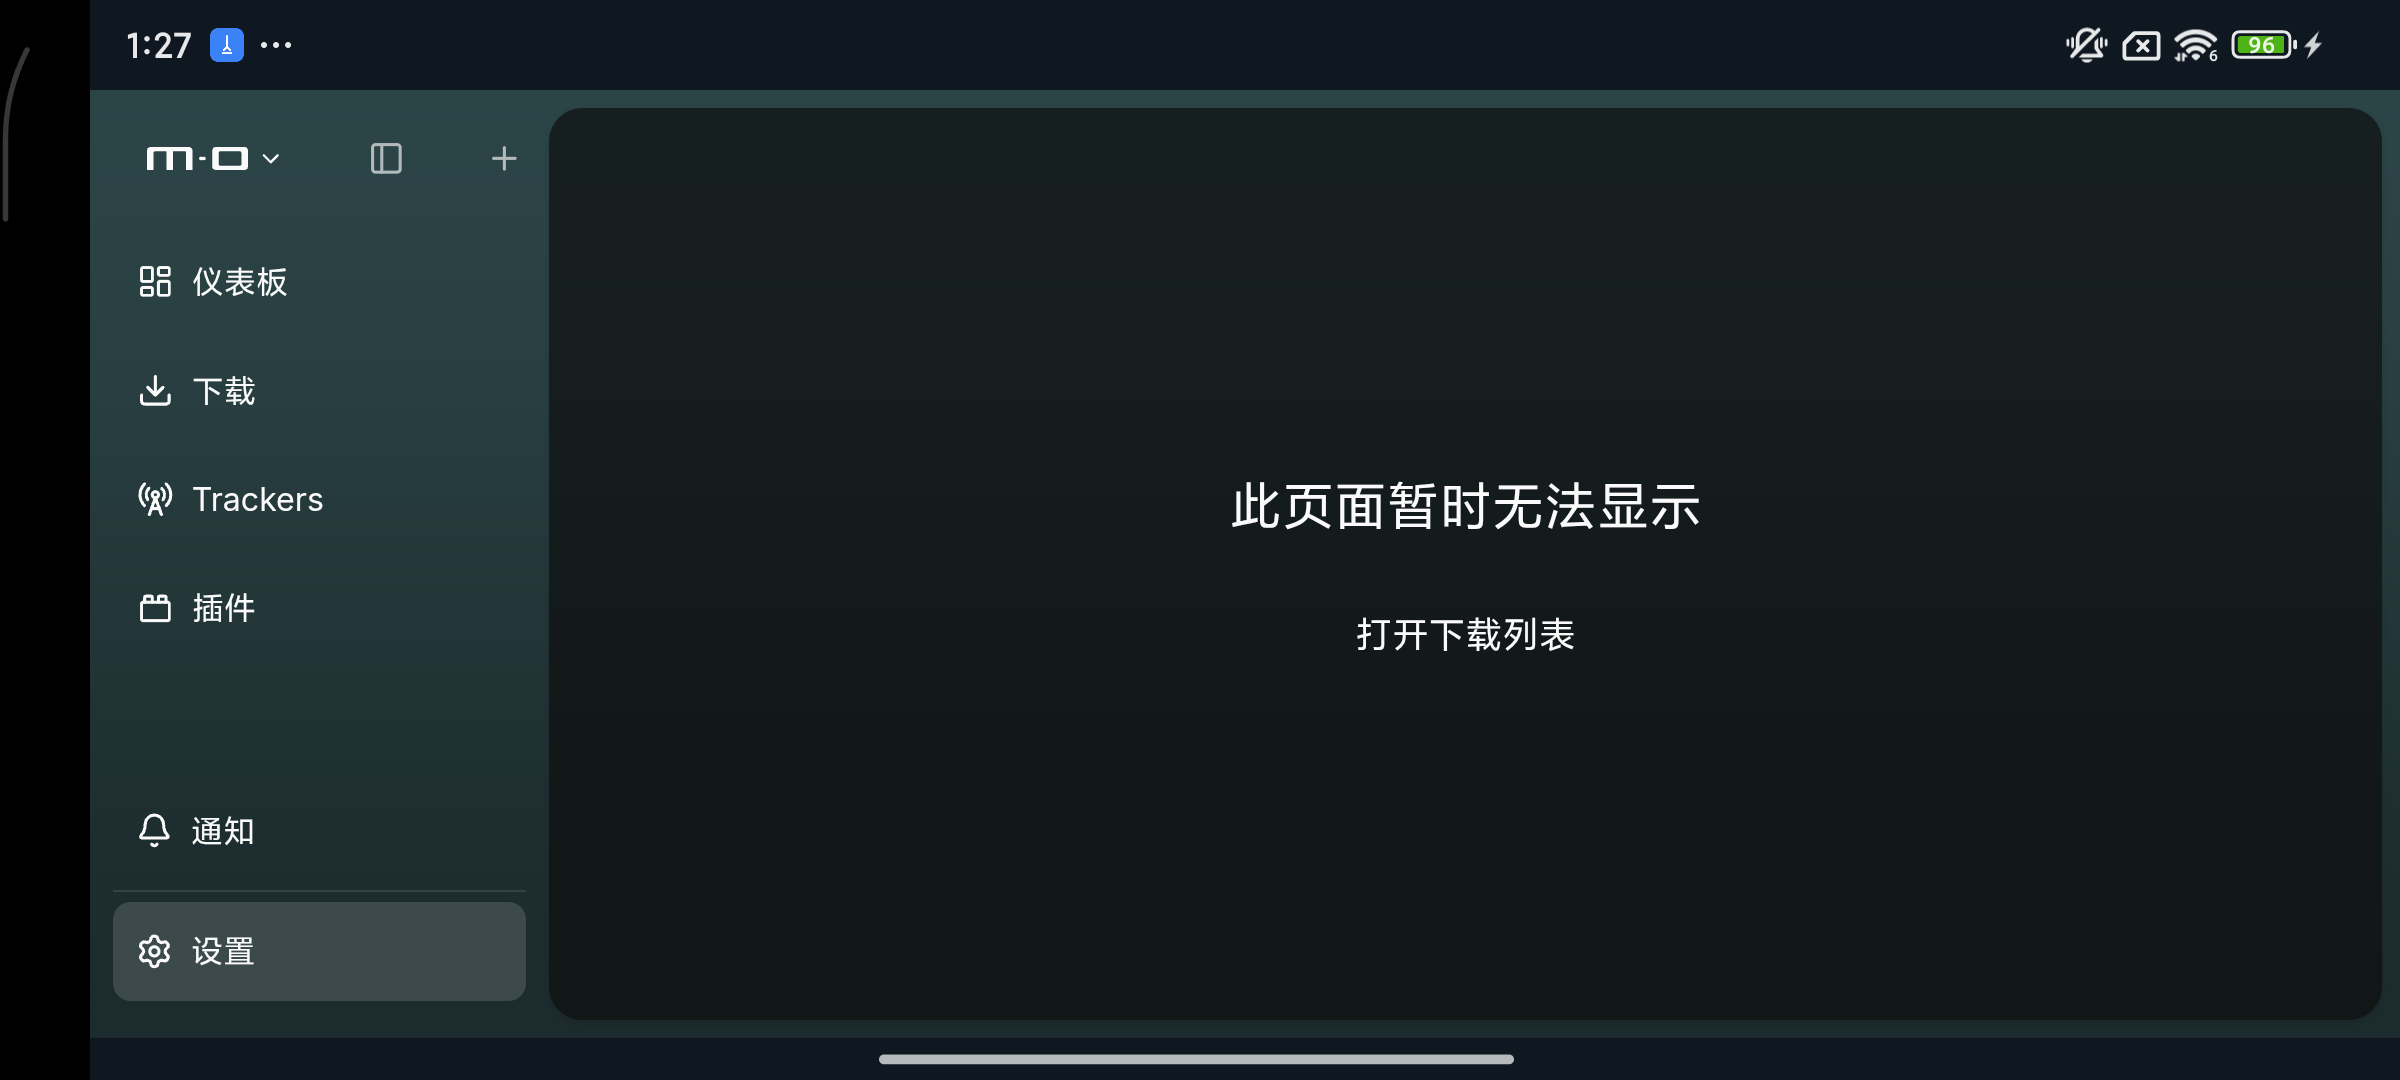 1:27
6
96
m-o
仪表板
下载
Trackers
插件
通知
设置
此页面暂时无法显示
打开下载列表